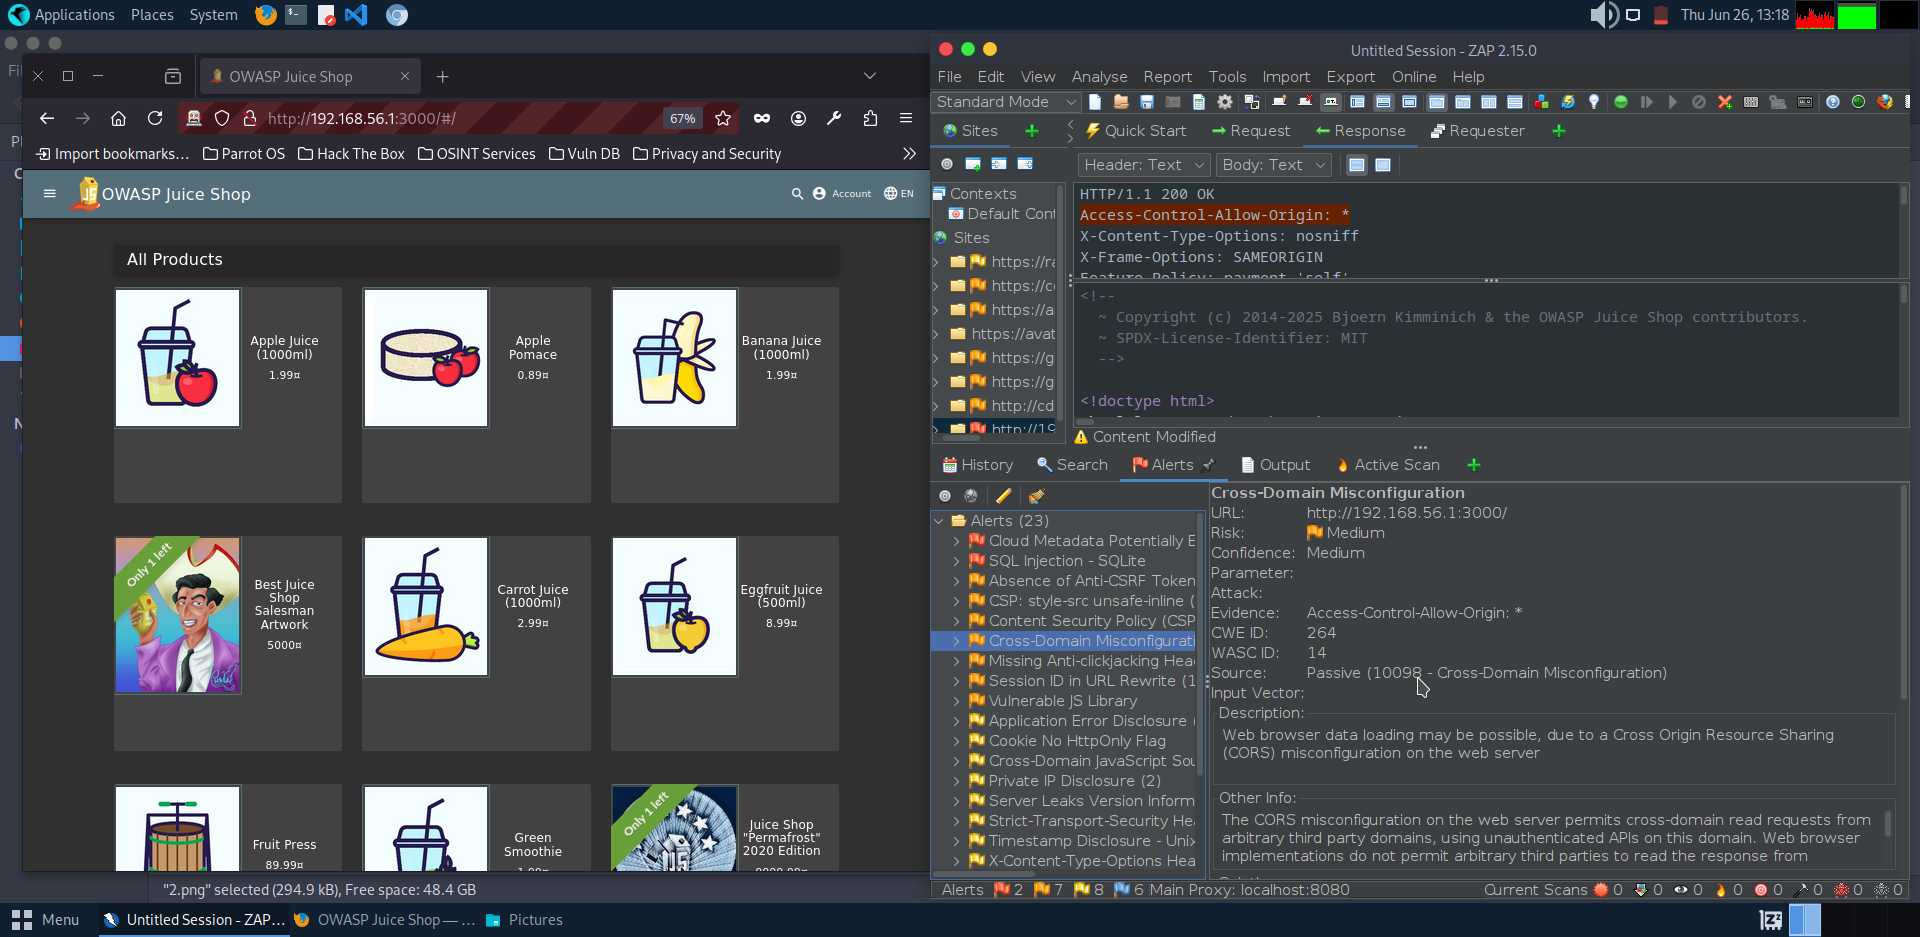 Applications Places System
Thu Jun 26, 13:18
OWASP Juice Shop
http://192.168.56.1:3000/#/
67%
Import bookmarks...
Parrot OS
Hack The Box
OSINT Services
Vuln DB
Privacy and Security
OWASP Juice Shop
Account
EN
All Products
Apple Juice
(1000ml)
1.99¤
Apple
Pomace
0.89¤
Banana Juice
(1000ml)
1.99¤
Only 1 left
Best Juice
Shop
Salesman
Artwork
5000¤
Carrot Juice
(1000ml)
2.99¤
Eggfruit Juice
(500ml)
8.99¤
Fruit Press
89.99¤
Green
Smoothie
Only 1 left
Juice Shop
"Permafrost"
2020 Edition
"2.png" selected (294.9 kB), Free space: 48.4 GB
Untitled Session - ZAP 2.15.0
File Edit View Analyse Report Tools Import Export Online Help
Standard Mode
Sites
Quick Start
Request
Response
Requester
Header: Text
Body: Text
Contexts
Default Cont
Sites
https://ra
https://c
https://a
https://avat
https://g
https://g
http://cd
http://19
HTTP/1.1 200 OK
Access-Control-Allow-Origin: *
X-Content-Type-Options: nosniff
X-Frame-Options: SAMEORIGIN
Feature-Policy: payment 'self'
<!--
~ Copyright (c) 2014-2025 Bjoern Kimminich & the OWASP Juice Shop contributors.
~ SPDX-License-Identifier: MIT
-->
<!doctype html>
Content Modified
History
Search
Alerts
Output
Active Scan
Alerts (23)
Cloud Metadata Potentially E
SQL Injection - SQLite
Absence of Anti-CSRF Token
CSP: style-src unsafe-inline (
Content Security Policy (CSP
Cross-Domain Misconfigurati
Missing Anti-clickjacking Hea
Session ID in URL Rewrite (1
Vulnerable JS Library
Application Error Disclosure (
Cookie No HttpOnly Flag
Cross-Domain JavaScript Sou
Private IP Disclosure (2)
Server Leaks Version Inform
Strict-Transport-Security Hea
Timestamp Disclosure - Unix
X-Content-Type-Options Hea
Cross-Domain Misconfiguration
URL: http://192.168.56.1:3000/
Risk: Medium
Confidence: Medium
Parameter:
Attack:
Evidence: Access-Control-Allow-Origin: *
CWE ID: 264
WASC ID: 14
Source: Passive (10098 - Cross-Domain Misconfiguration)
Input Vector:
Description:
Web browser data loading may be possible, due to a Cross Origin Resource Sharing
(CORS) misconfiguration on the web server
Other Info:
The CORS misconfiguration on the web server permits cross-domain read requests from
arbitrary third party domains, using unauthenticated APIs on this domain. Web browser
implementations do not permit arbitrary third parties to read the response from
Alerts 2 7 8 6 Main Proxy: localhost:8080
Current Scans 0 0 0 0 0 0 0 0
Menu
Untitled Session - ZAP...
OWASP Juice Shop — ...
Pictures